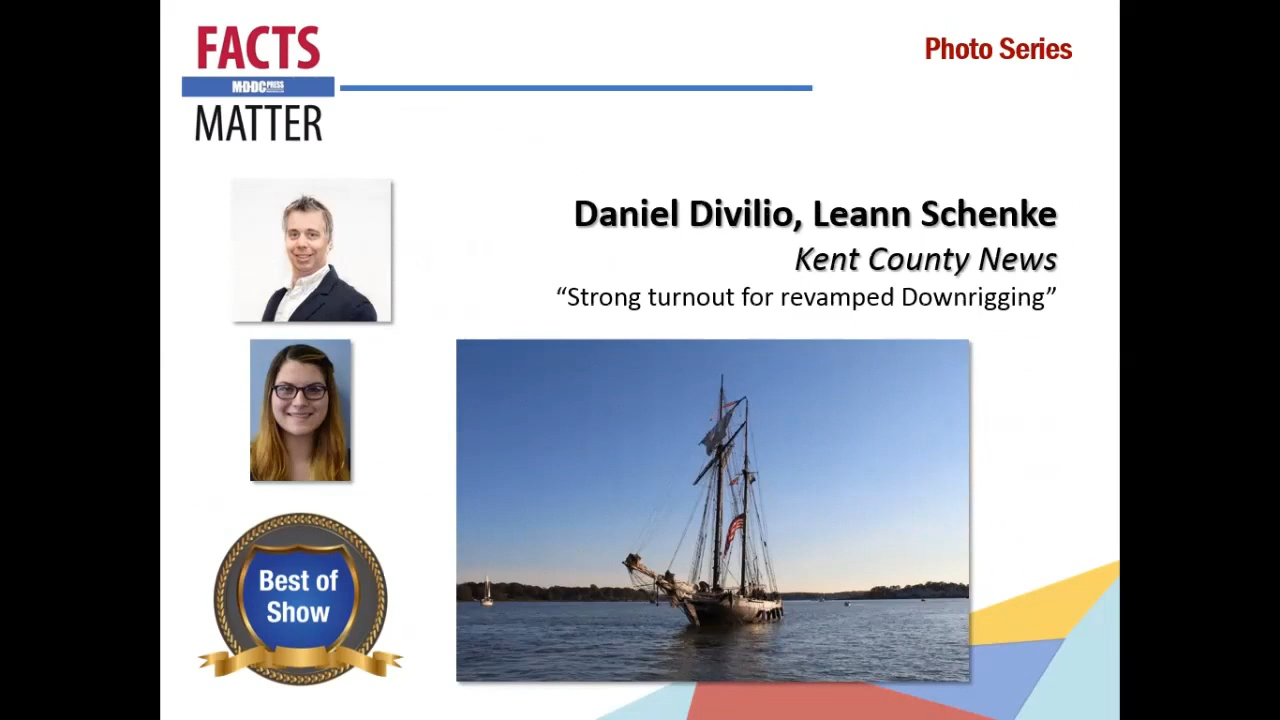 FACTS
MDDC PRESS
MATTER
Photo Series
Daniel Divilio, Leann Schenke
Kent County News
“Strong turnout for revamped Downrigging”
Best of
Show